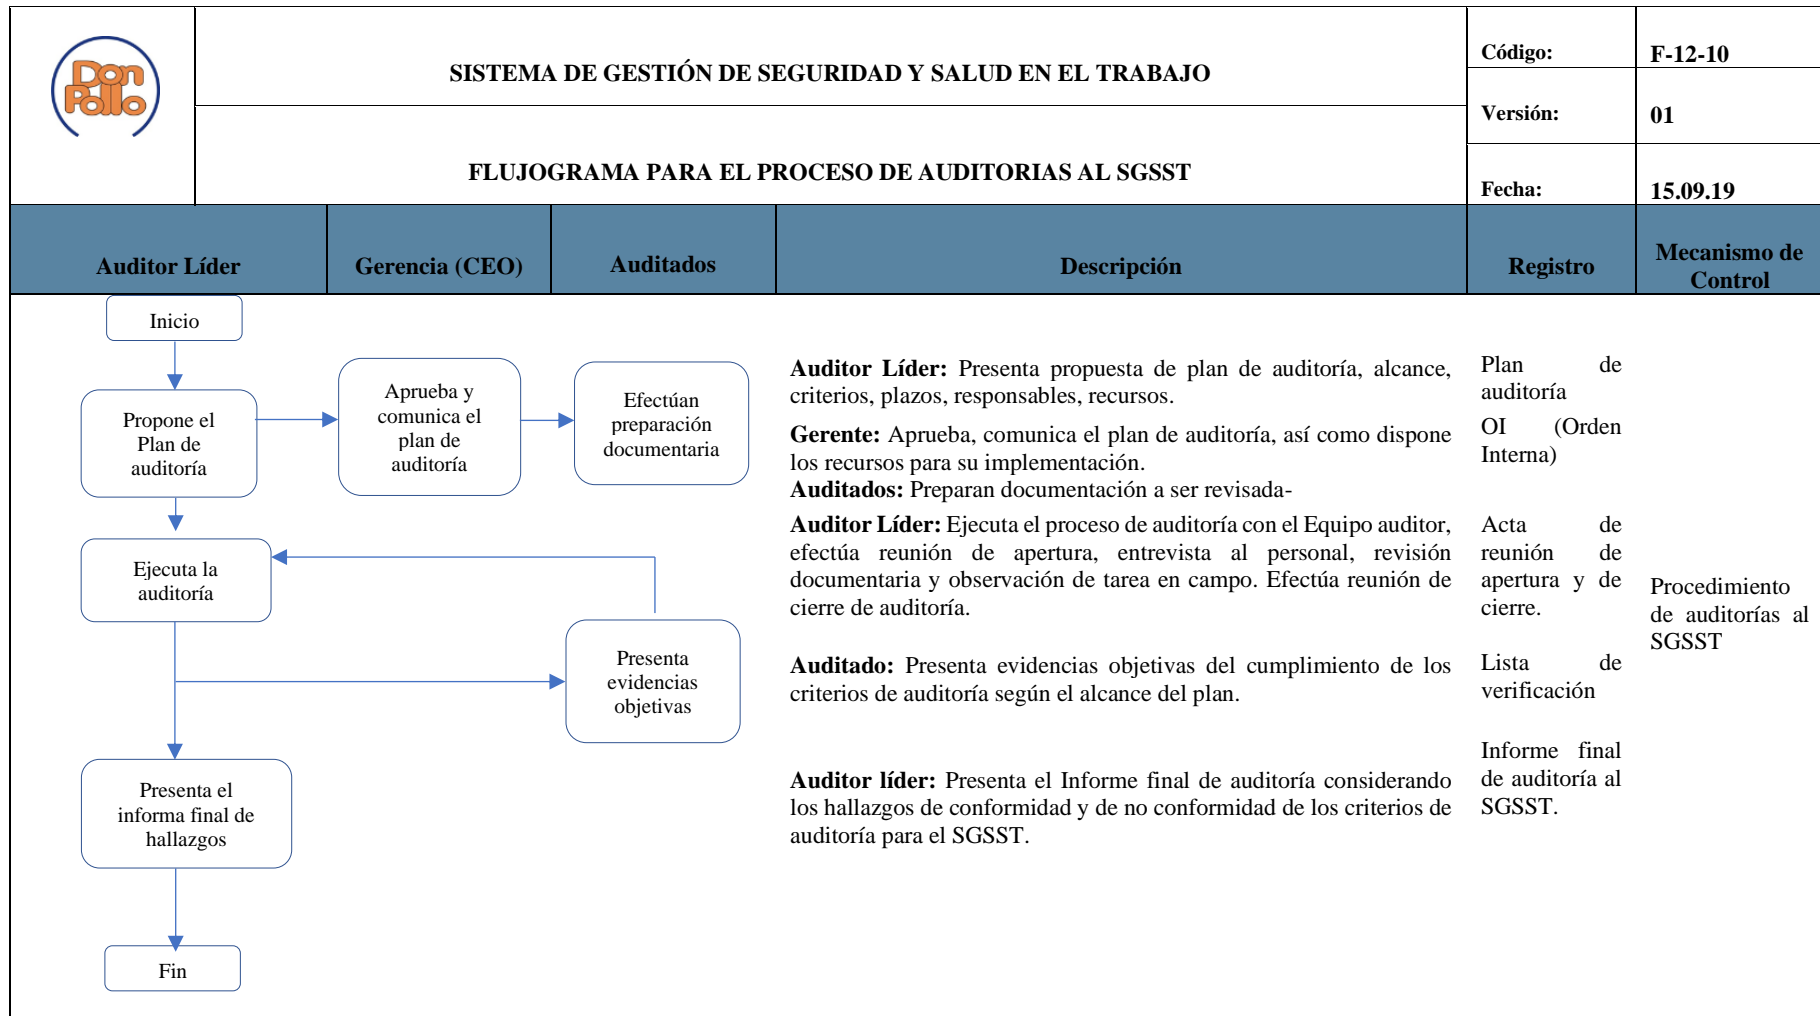 Don
Pollo
SISTEMA DE GESTIÓN DE SEGURIDAD Y SALUD EN EL TRABAJO
FLUJOGRAMA PARA EL PROCESO DE AUDITORIAS AL SGSST
Código:
F-12-10
Versión:
01
Fecha:
15.09.19
Auditor Líder
Gerencia (CEO)
Auditados
Descripción
Registro
Mecanismo de
Control
Inicio
Propone el
Plan de
auditoría
Aprueba y
comunica el
plan de
auditoría
Efectúan
preparación
documentaria
Ejecuta la
auditoría
Presenta
evidencias
objetivas
Presenta el
informa final de
hallazgos
Fin
Auditor Líder: Presenta propuesta de plan de auditoría, alcance,
criterios, plazos, responsables, recursos.
Gerente: Aprueba, comunica el plan de auditoría, así como dispone
los recursos para su implementación.
Auditados: Preparan documentación a ser revisada-
Auditor Líder: Ejecuta el proceso de auditoría con el Equipo auditor,
efectúa reunión de apertura, entrevista al personal, revisión
documentaria y observación de tarea en campo. Efectúa reunión de
cierre de auditoría.
Auditado: Presenta evidencias objetivas del cumplimiento de los
criterios de auditoría según el alcance del plan.
Auditor líder: Presenta el Informe final de auditoría considerando
los hallazgos de conformidad y de no conformidad de los criterios de
auditoría para el SGSST.
Plan de
auditoría
OI (Orden
Interna)
Acta de
reunión de
apertura y de
cierre.
Lista de
verificación
Informe final
de auditoría al
SGSST.
Procedimiento
de auditorías al
SGSST